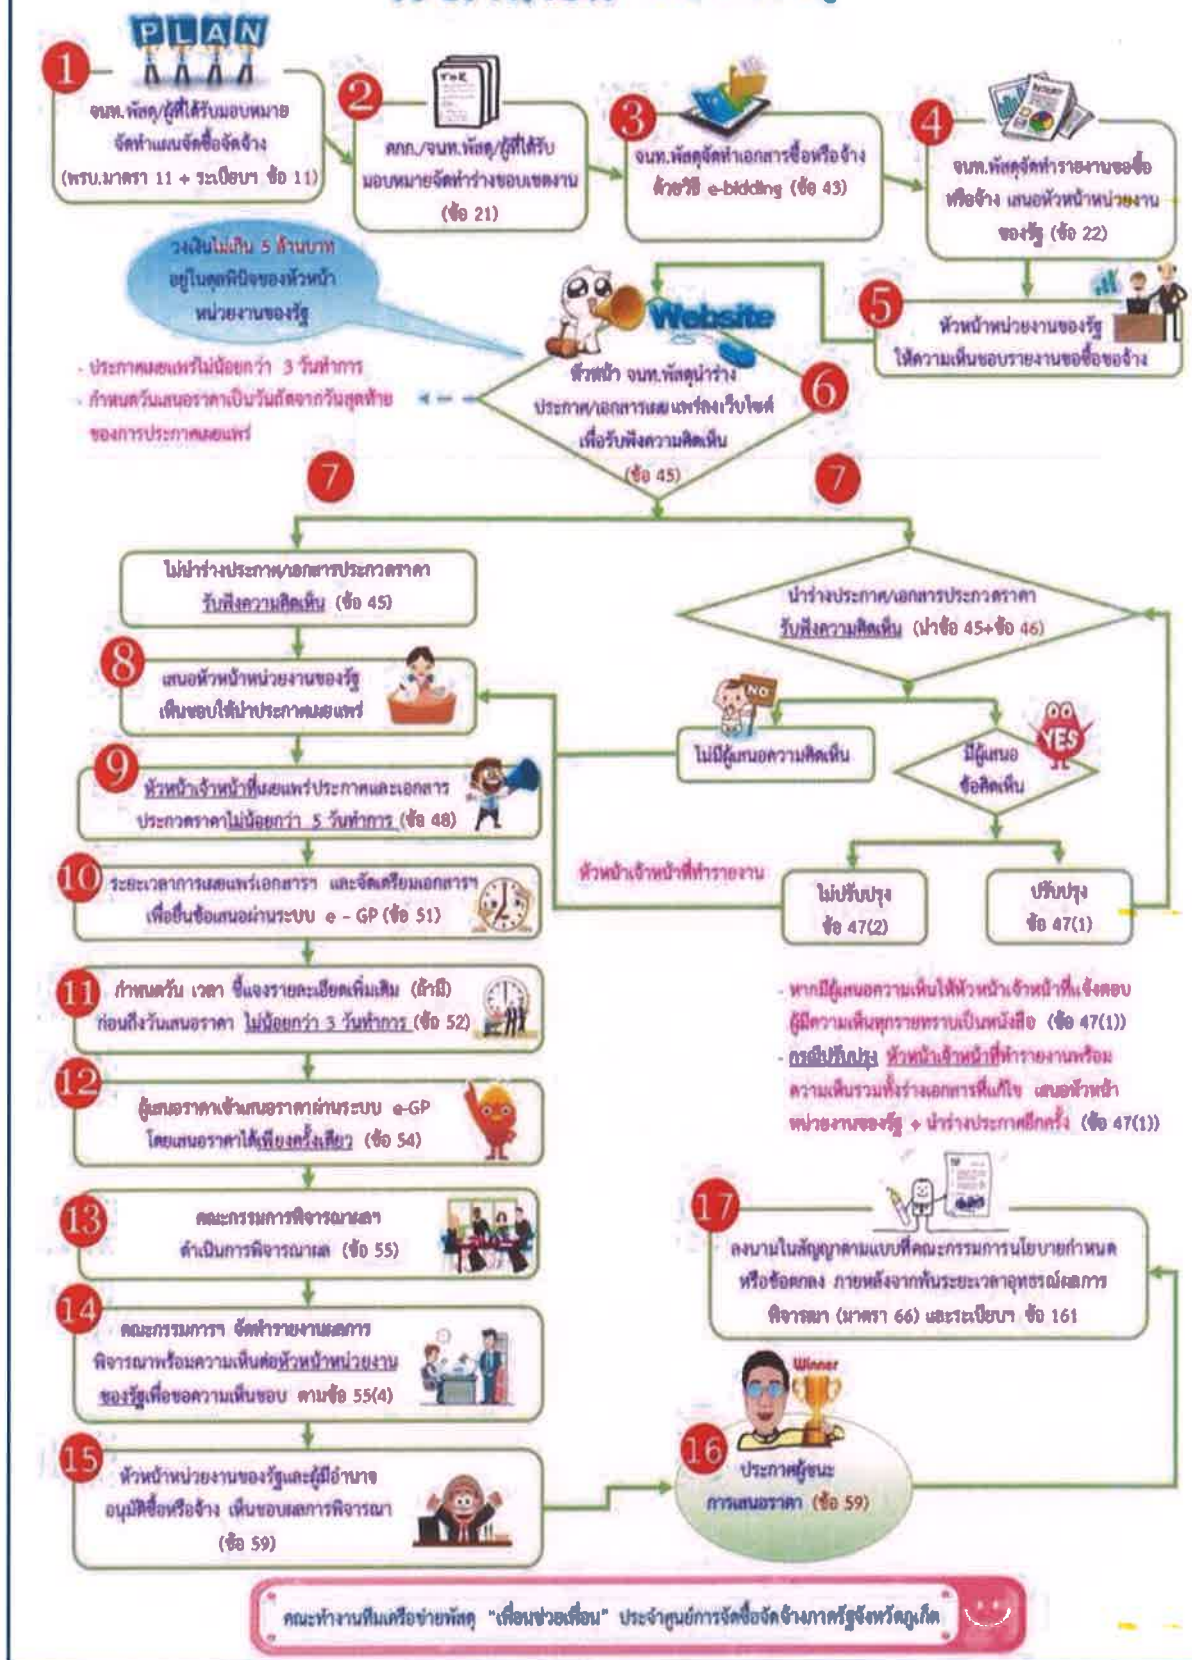 PLAN
1
จนท.พัสดุ/ผู้ที่ได้รับมอบหมาย
จัดทำแผนจัดซื้อจัดจ้าง
(พรบ.มาตรา 11 + ระเบียบฯ ข้อ 11)
2
TOR
คกก./จนท.พัสดุ/ผู้ที่ได้รับ
มอบหมายจัดทำร่างขอบเขตงาน
(ข้อ 21)
3
จนท.พัสดุจัดทำเอกสารซื้อหรือจ้าง
ด้วยวิธี e-bidding (ข้อ 43)
4
จนท.พัสดุจัดทำรายงานขอซื้อ
หรือจ้าง เสนอหัวหน้าหน่วยงาน
ของรัฐ (ข้อ 22)
วงเงินไม่เกิน 5 ล้านบาท
อยู่ในดุลพินิจของหัวหน้า
หน่วยงานของรัฐ
5
หัวหน้าหน่วยงานของรัฐ
ให้ความเห็นชอบรายงานขอซื้อขอจ้าง
- ประกาศเผยแพร่ไม่น้อยกว่า 3 วันทำการ
- กำหนดวันเสนอราคาเป็นวันถัดจากวันสุดท้าย
ของการประกาศเผยแพร่
Website
6
หัวหน้า จนท.พัสดุนำร่าง
ประกาศ/เอกสารเผยแพร่ลงเว็บไซต์
เพื่อรับฟังความคิดเห็น
(ข้อ 45)
7
7
ไม่นำร่างประกาศ/เอกสารประกวดราคา
รับฟังความคิดเห็น (ข้อ 45)
นำร่างประกาศ/เอกสารประกวดราคา
รับฟังความคิดเห็น (นำข้อ 45+ข้อ 46)
8
เสนอหัวหน้าหน่วยงานของรัฐ
เห็นชอบให้นำประกาศเผยแพร่
NO
ไม่มีผู้เสนอความคิดเห็น
YES
มีผู้เสนอ
ข้อคิดเห็น
9
หัวหน้าเจ้าหน้าที่เผยแพร่ประกาศและเอกสาร
ประกวดราคาไม่น้อยกว่า 5 วันทำการ (ข้อ 48)
หัวหน้าเจ้าหน้าที่ทำรายงาน
ไม่ปรับปรุง
ข้อ 47(2)
ปรับปรุง
ข้อ 47(1)
10
ระยะเวลาการเผยแพร่เอกสารฯ และจัดเตรียมเอกสารฯ
เพื่อยื่นข้อเสนอผ่านระบบ e - GP (ข้อ 51)
11
กำหนดวัน เวลา ชี้แจงรายละเอียดเพิ่มเติม (ถ้ามี)
ก่อนถึงวันเสนอราคา ไม่น้อยกว่า 3 วันทำการ (ข้อ 52)
- หากมีผู้เสนอความเห็นให้หัวหน้าเจ้าหน้าที่แจ้งตอบ
ผู้มีความเห็นทุกรายทราบเป็นหนังสือ (ข้อ 47(1))
- กรณีปรับปรุง หัวหน้าเจ้าหน้าที่ทำรายงานพร้อม
ความเห็นรวมทั้งร่างเอกสารที่แก้ไข เสนอหัวหน้า
หน่วยงานของรัฐ + นำร่างประกาศอีกครั้ง (ข้อ 47(1))
12
ผู้เสนอราคาเข้าเสนอราคาผ่านระบบ e-GP
โดยเสนอราคาได้เพียงครั้งเดียว (ข้อ 54)
13
คณะกรรมการพิจารณาผลฯ
ดำเนินการพิจารณาผล (ข้อ 55)
14
คณะกรรมการฯ จัดทำรายงานผลการ
พิจารณาพร้อมความเห็นต่อหัวหน้าหน่วยงาน
ของรัฐเพื่อขอความเห็นชอบ ตามข้อ 55(4)
15
หัวหน้าหน่วยงานของรัฐและผู้มีอำนาจ
อนุมัติซื้อหรือจ้าง เห็นชอบผลการพิจารณา
(ข้อ 59)
Winner
16
ประกาศผู้ชนะ
การเสนอราคา (ข้อ 59)
17
ลงนามในสัญญาตามแบบที่คณะกรรมการนโยบายกำหนด
หรือข้อตกลง ภายหลังจากพ้นระยะเวลาอุทธรณ์ผลการ
พิจารณา (มาตรา 66) และระเบียบฯ ข้อ 161
คณะทำงานทีมเครือข่ายพัสดุ "เพื่อนช่วยเพื่อน" ประจำศูนย์การจัดซื้อจัดจ้างภาครัฐจังหวัดภูเก็ต